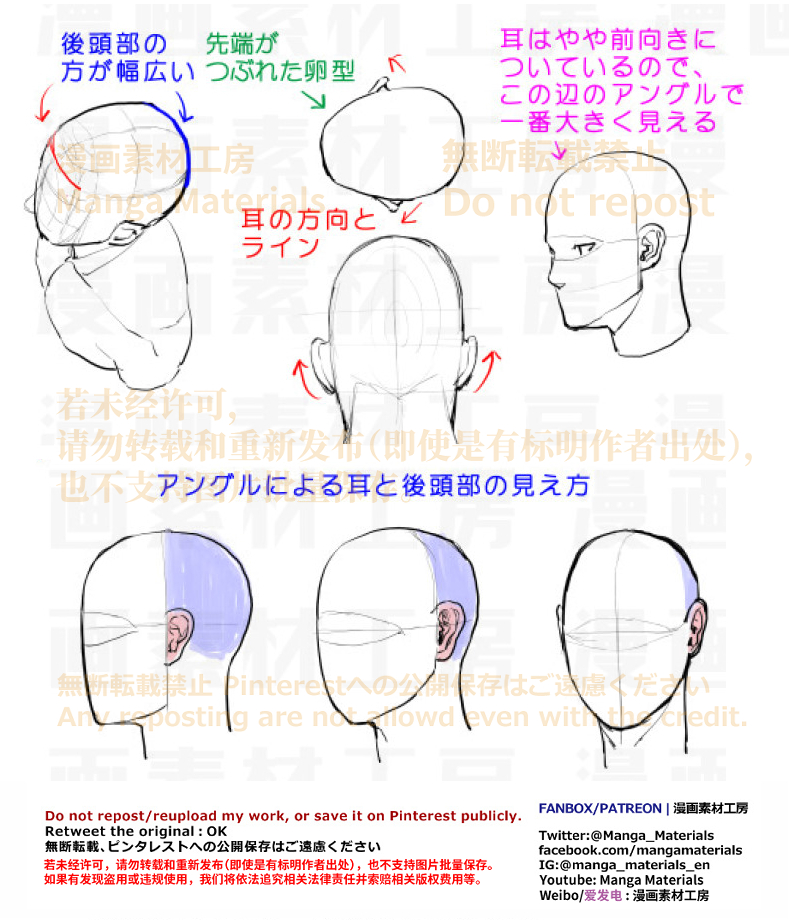 後頭部の
方が幅広い
先端が
つぶれた卵型
耳はやや前向きに
ついているので、
この辺のアングルで
一番大きく見える
漫画素材工房
Manga Materials
無断転載禁止
Do not repost
耳の方向と
ライン
若未经许可，
请勿转载和重新发布（即使是有标明作者出处），
也不支持图片批量保存
アングルによる耳と後頭部の見え方
無断転載禁止 Pinterestへの公開保存はご遠慮ください
Any reposting are not allowd even with the credit.
Do not repost/reupload my work, or save it on Pinterest publicly.
Retweet the original : OK
無断転載、ピンタレストへの公開保存はご遠慮ください
若未经许可，请勿转载和重新发布（即使是有标明作者出处），也不支持图片批量保存。
如果有发现盗用或违规使用，我们将依法追究相关法律责任并索赔相关版权费用等。
FANBOX/PATREON | 漫画素材工房
Twitter:@Manga_Materials
facebook.com/mangamaterials
IG:@manga_materials_en
Youtube: Manga Materials
Weibo/爱发电 : 漫画素材工房